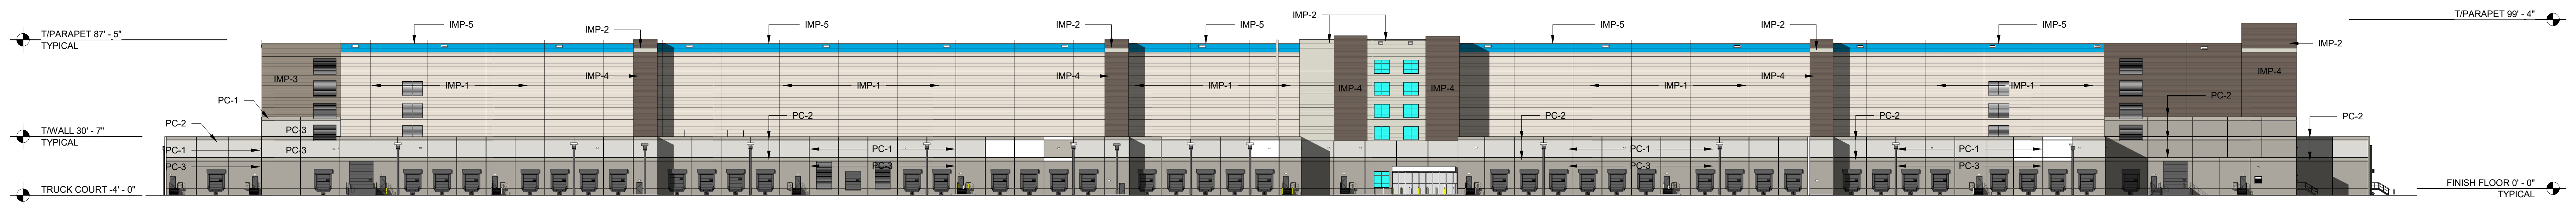 IMP-2
T/PARAPET 99' - 4"
IMP-5
IMP-5
IMP-2
IMP-5
IMP-5
IMP-2
IMP-5
IMP-2
T/PARAPET 87' - 5"
TYPICAL
IMP-2
IMP-3
IMP-4
IMP-4
IMP-4
IMP-4
IMP-1
IMP-1
IMP-1
IMP-4
IMP-4
IMP-1
IMP-1
PC-1
PC-2
PC-2
PC-2
PC-2
PC-2
PC-2
T/WALL 30' - 7"
TYPICAL
PC-3
PC-1
PC-3
PC-1
PC-1
PC-1
PC-3
PC-3
PC-3
PC-3
TRUCK COURT -4' - 0"
FINISH FLOOR 0' - 0"
TYPICAL